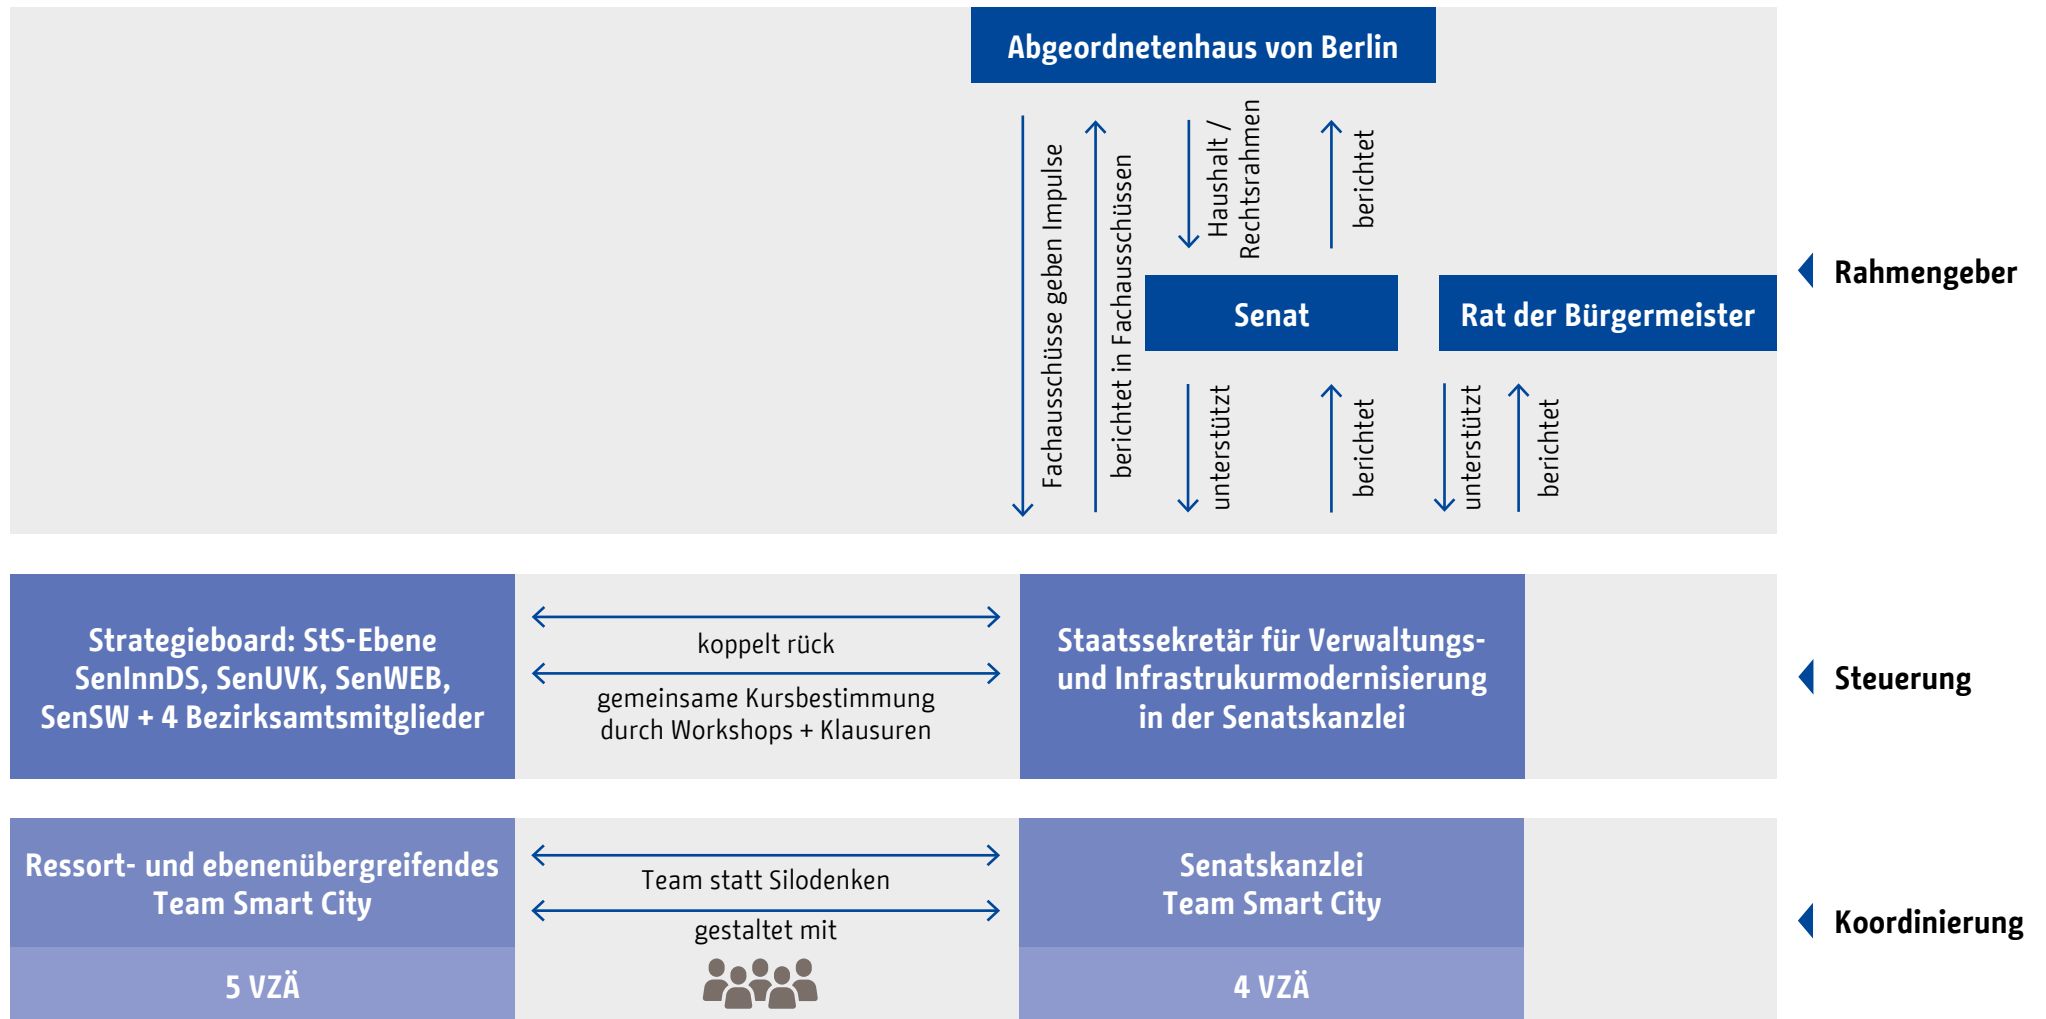 Abgeordnetenhaus von Berlin
Fachausschüsse geben Impulse
berichtet in Fachausschüssen
Haushalt /
Rechtsrahmen
berichtet
Senat
Rat der Bürgermeister
unterstützt
berichtet
unterstützt
berichtet
Rahmengeber
Strategieboard: StS-Ebene
SenInnDS, SenUVK, SenWEB,
SenSW + 4 Bezirksamtsmitglieder
koppelt rück
gemeinsame Kursbestimmung
durch Workshops + Klausuren
Staatssekretär für Verwaltungs-
und Infrastrukurmodernisierung
in der Senatskanzlei
Steuerung
Ressort- und ebenenübergreifendes
Team Smart City
5 VZÄ
Team statt Silodenken
gestaltet mit
Senatskanzlei
Team Smart City
4 VZÄ
Koordinierung